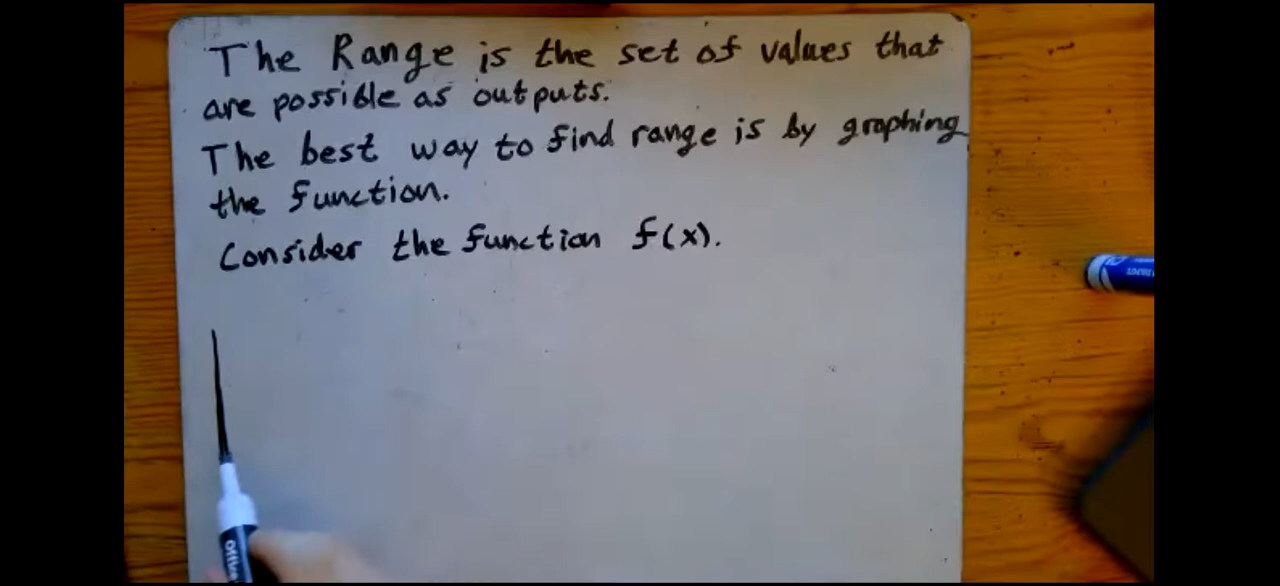 The Range is the set of values that
are possible as outputs.
The best way to find range is by graphing
the function.
Consider the function f(x).
Office